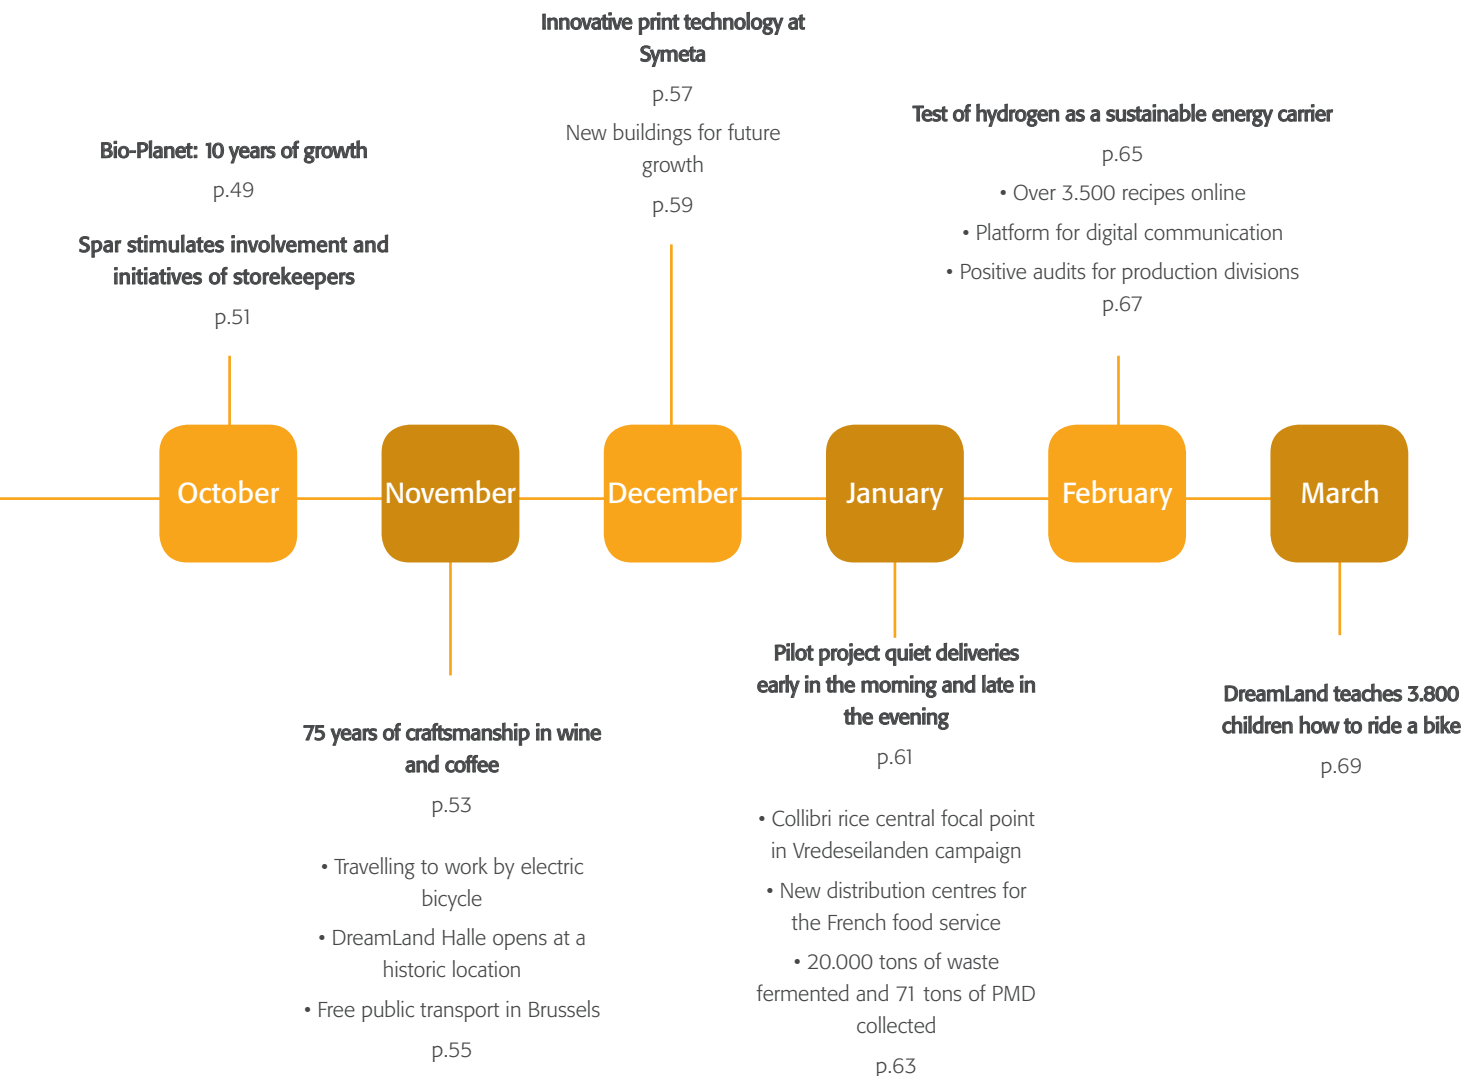 Innovative print technology at
Symeta
p.57
New buildings for future
growth
p.59
Test of hydrogen as a sustainable energy carrier
p.65
• Over 3.500 recipes online
• Platform for digital communication
• Positive audits for production divisions
p.67
Bio-Planet: 10 years of growth
p.49
Spar stimulates involvement and
initiatives of storekeepers
p.51
October
November
December
January
February
March
75 years of craftsmanship in wine
and coffee
p.53
• Travelling to work by electric
bicycle
• DreamLand Halle opens at a
historic location
• Free public transport in Brussels
p.55
Pilot project quiet deliveries
early in the morning and late in
the evening
p.61
• Collibri rice central focal point
in Vredeseilanden campaign
• New distribution centres for
the French food service
• 20.000 tons of waste
fermented and 71 tons of PMD
collected
p.63
DreamLand teaches 3.800
children how to ride a bike
p.69